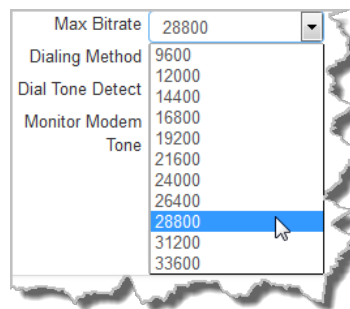 Max Bitrate 28800
Dialing Method 9600
12000
Dial Tone Detect 14400
Monitor Modem 16800
Tone 19200
21600
24000
26400
28800
31200
33600